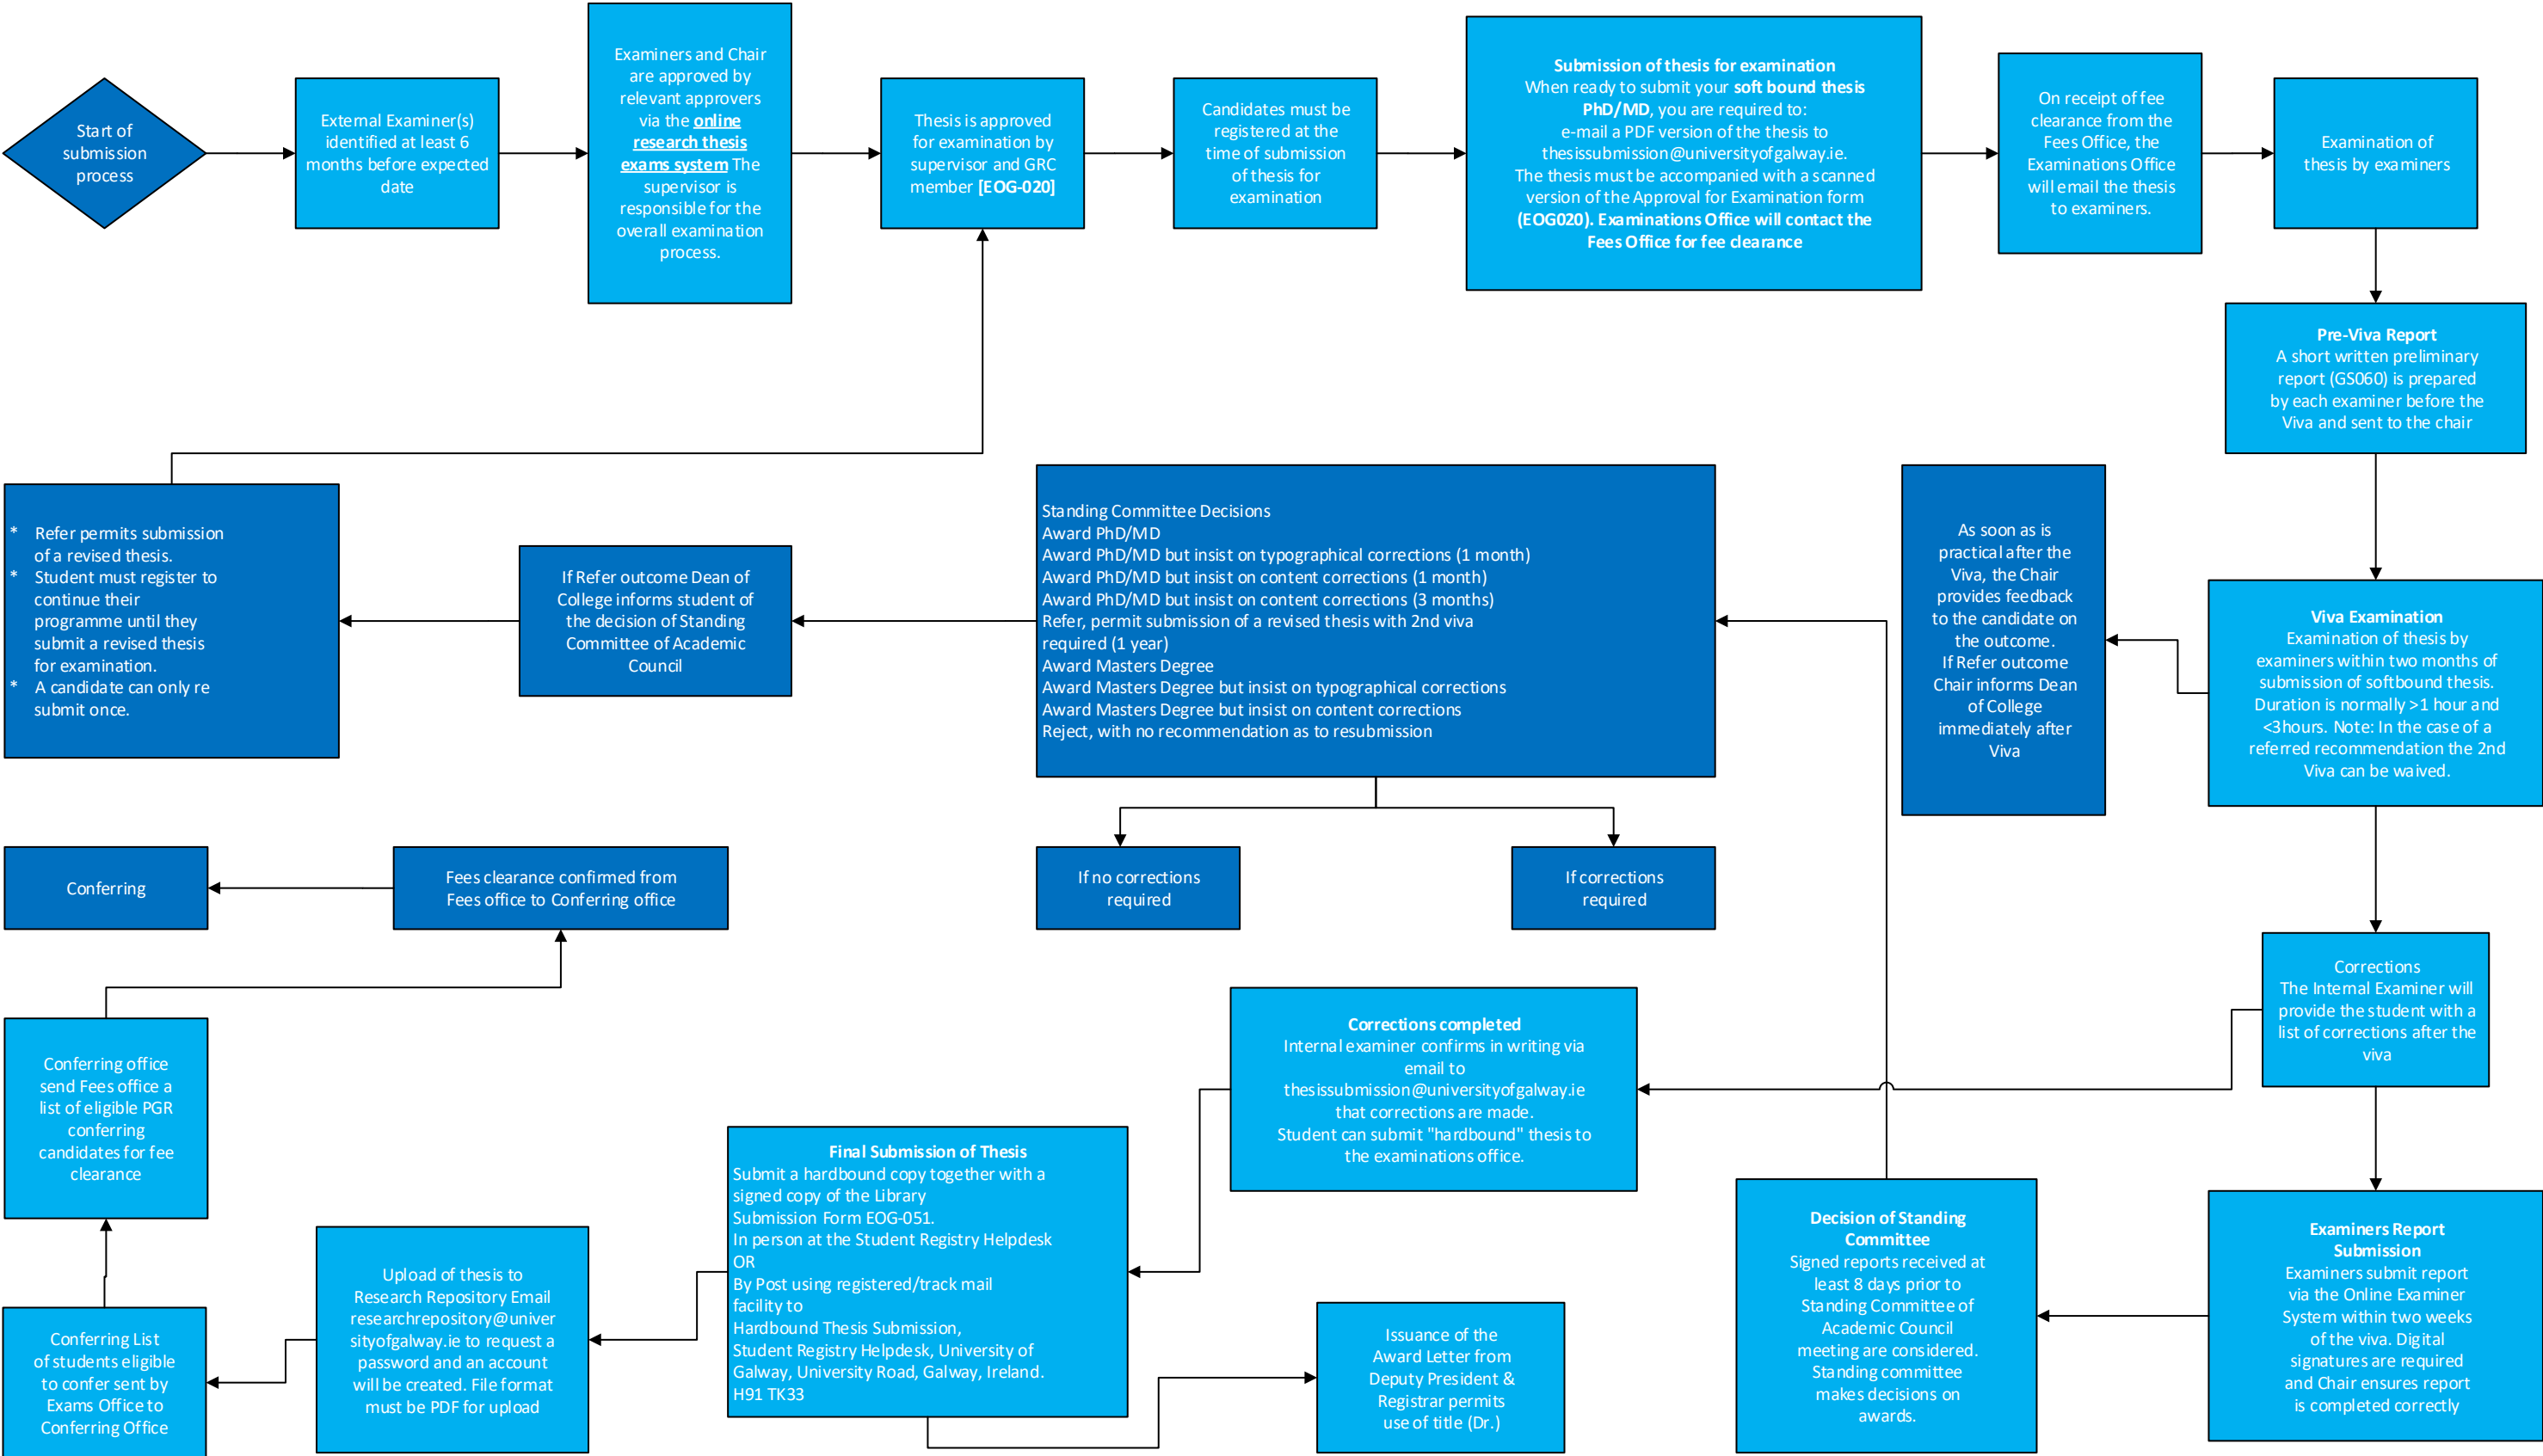 Start of
submission
process
External Examiner(s)
identified at least 6
months before expected
date
Examiners and Chair
are approved by
relevant approvers
via the online
research thesis
exams system The
supervisor is
responsible for the
overall examination
process.
Thesis is approved
for examination by
supervisor and GRC
member [EOG-020]
Candidates must be
registered at the
time of submission
of thesis for
examination
Submission of thesis for examination
When ready to submit your soft bound thesis
PhD/MD, you are required to:
e-mail a PDF version of the thesis to
thesissubmission@universityofgalway.ie.
The thesis must be accompanied with a scanned
version of the Approval for Examination form
(EOG020). Examinations Office will contact the
Fees Office for fee clearance
On receipt of fee
clearance from the
Fees Office, the
Examinations Office
will email the thesis
to examiners.
Examination of
thesis by examiners
Pre-Viva Report
A short written preliminary
report (GS060) is prepared
by each examiner before the
Viva and sent to the chair
Viva Examination
Examination of thesis by
examiners within two months of
submission of softbound thesis.
Duration is normally >1 hour and
<3hours. Note: In the case of a
referred recommendation the 2nd
Viva can be waived.
As soon as is
practical after the
Viva, the Chair
provides feedback
to the candidate on
the outcome.
If Refer outcome
Chair informs Dean
of College
immediately after
Viva
Standing Committee Decisions
Award PhD/MD
Award PhD/MD but insist on typographical corrections (1 month)
Award PhD/MD but insist on content corrections (1 month)
Award PhD/MD but insist on content corrections (3 months)
Refer, permit submission of a revised thesis with 2nd viva
required (1 year)
Award Masters Degree
Award Masters Degree but insist on typographical corrections
Award Masters Degree but insist on content corrections
Reject, with no recommendation as to resubmission
If Refer outcome Dean of
College informs student of
the decision of Standing
Committee of Academic
Council
* Refer permits submission
of a revised thesis.
* Student must register to
continue their
programme until they
submit a revised thesis
for examination.
* A candidate can only re
submit once.
Conferring
Fees clearance confirmed from
Fees office to Conferring office
If no corrections
required
If corrections
required
Corrections
The Internal Examiner will
provide the student with a
list of corrections after the
viva
Corrections completed
Internal examiner confirms in writing via
email to
thesissubmission@universityofgalway.ie
that corrections are made.
Student can submit "hardbound" thesis to
the examinations office.
Conferring office
send Fees office a
list of eligible PGR
conferring
candidates for fee
clearance
Final Submission of Thesis
Submit a hardbound copy together with a
signed copy of the Library
Submission Form EOG-051.
In person at the Student Registry Helpdesk
OR
By Post using registered/track mail
facility to
Hardbound Thesis Submission,
Student Registry Helpdesk, University of
Galway, University Road, Galway, Ireland.
H91 TK33
Decision of Standing
Committee
Signed reports received at
least 8 days prior to
Standing Committee of
Academic Council
meeting are considered.
Standing committee
makes decisions on
awards.
Examiners Report
Submission
Examiners submit report
via the Online Examiner
System within two weeks
of the viva. Digital
signatures are required
and Chair ensures report
is completed correctly
Upload of thesis to
Research Repository Email
researchrepository@univer
sityofgalway.ie to request a
password and an account
will be created. File format
must be PDF for upload
Conferring List
of students eligible
to confer sent by
Exams Office to
Conferring Office
Issuance of the
Award Letter from
Deputy President &
Registrar permits
use of title (Dr.)